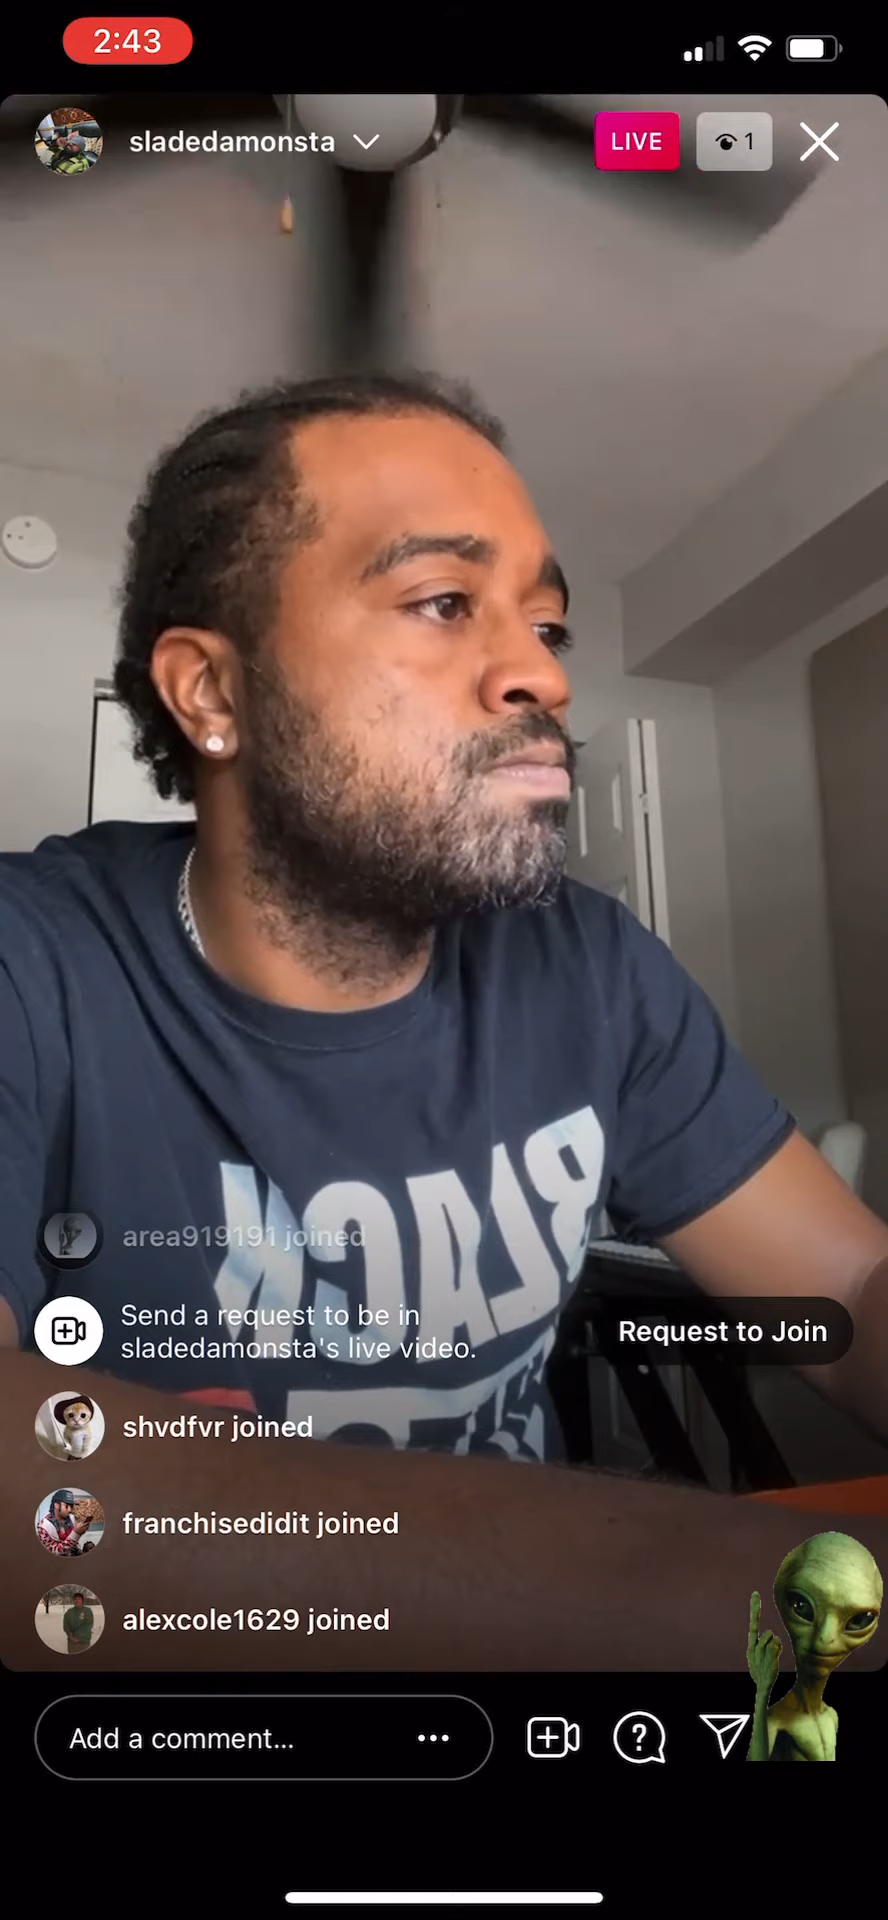 2:43
sladedamonsta
LIVE
1
BLACK
area919191 joined
Send a request to be in
sladedamonsta's live video.
Request to Join
shvdfvr joined
franchisedidit joined
alexcole1629 joined
Add a comment...